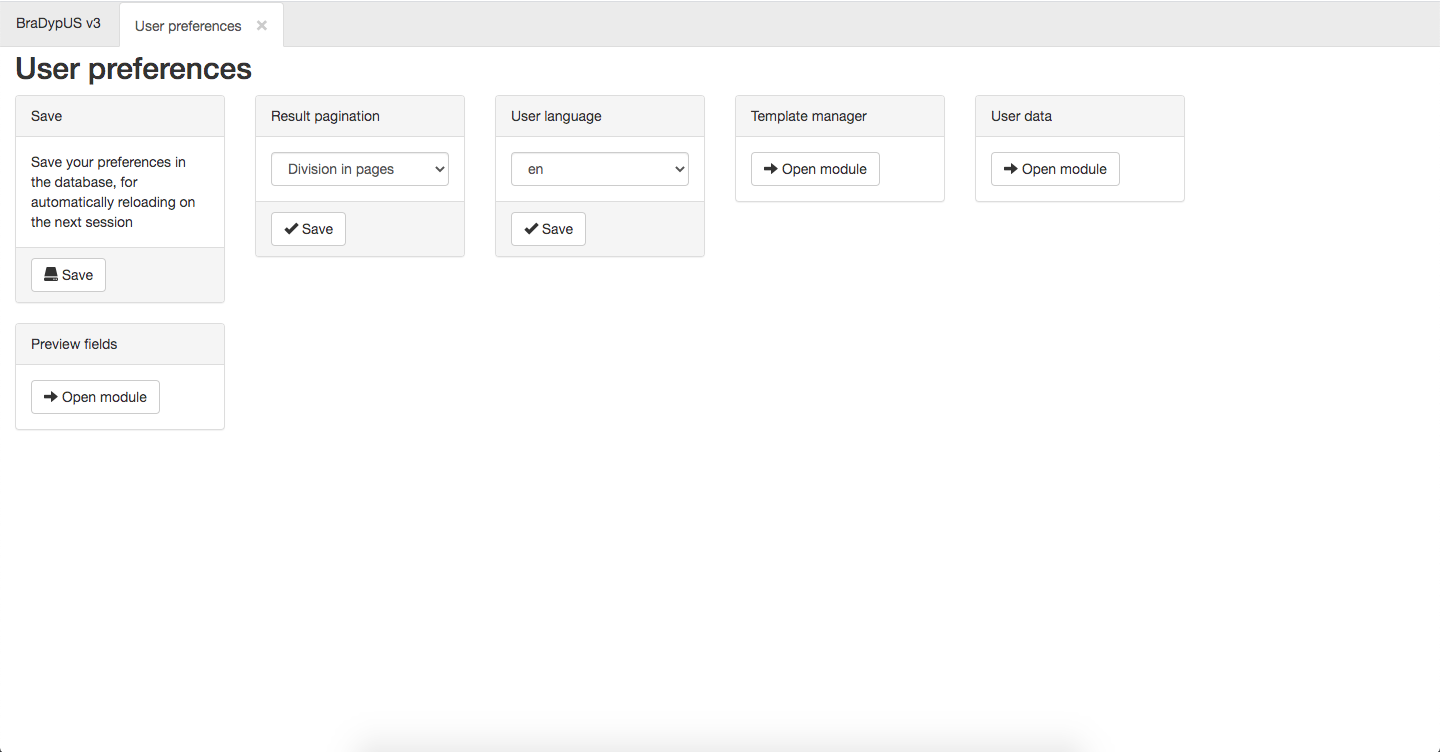 BraDypUS v3
User preferences ×
User preferences
Save
Save your preferences in
the database, for
automatically reloading on
the next session
Save
Result pagination
Division in pages
Save
User language
en
Save
Template manager
Open module
User data
Open module
Preview fields
Open module